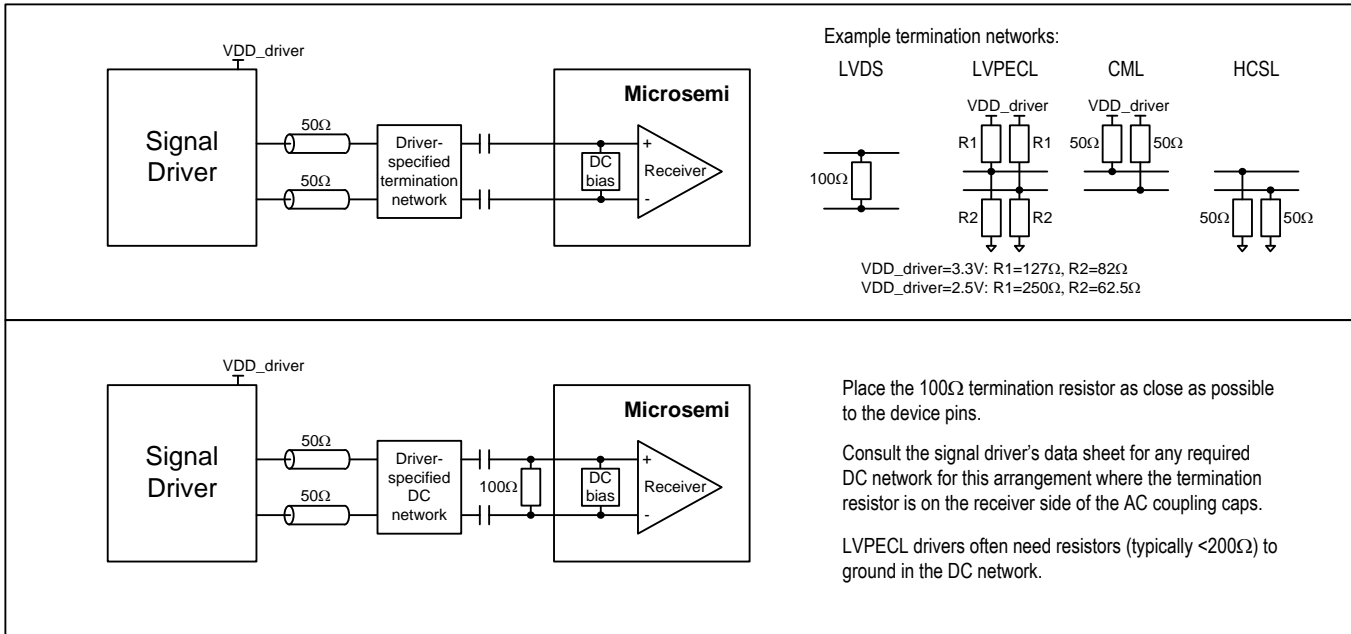 VDD_driver
Signal
Driver
50Ω
50Ω
Driver-
specified
termination
network
Microsemi
+
DC
bias
Receiver
-
Example termination networks:
LVDS
LVPECL
CML
HCSL
100Ω
VDD_driver
R1
R1
R2
R2
VDD_driver
50Ω
50Ω
50Ω
50Ω
VDD_driver=3.3V: R1=127Ω, R2=82Ω
VDD_driver=2.5V: R1=250Ω, R2=62.5Ω
VDD_driver
Signal
Driver
50Ω
50Ω
Driver-
specified
DC
network
100Ω
Microsemi
+
DC
bias
Receiver
-
Place the 100Ω termination resistor as close as possible
to the device pins.
Consult the signal driver's data sheet for any required
DC network for this arrangement where the termination
resistor is on the receiver side of the AC coupling caps.
LVPECL drivers often need resistors (typically <200Ω) to
ground in the DC network.